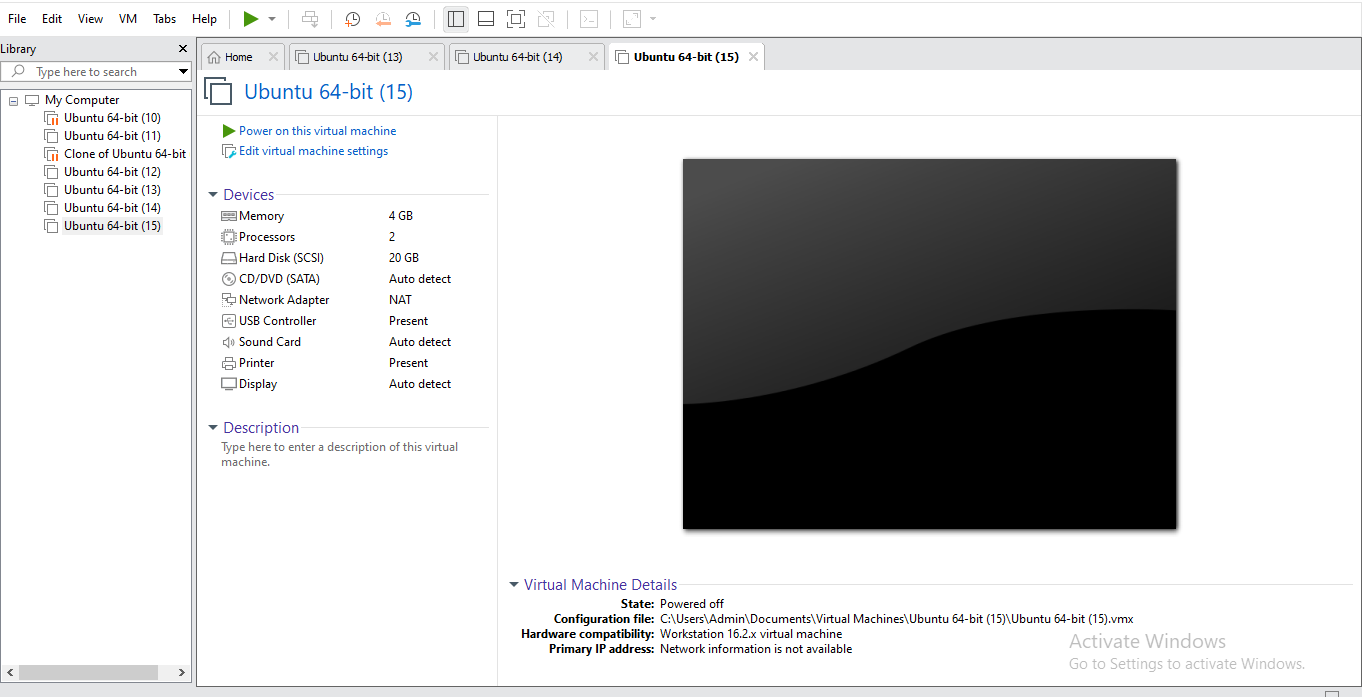 File Edit View VM Tabs Help
Library
Type here to search
My Computer
Ubuntu 64-bit (10)
Ubuntu 64-bit (11)
Clone of Ubuntu 64-bit
Ubuntu 64-bit (12)
Ubuntu 64-bit (13)
Ubuntu 64-bit (14)
Ubuntu 64-bit (15)
Home Ubuntu 64-bit (13) Ubuntu 64-bit (14) Ubuntu 64-bit (15)
Ubuntu 64-bit (15)
Power on this virtual machine
Edit virtual machine settings
Devices
Memory 4 GB
Processors 2
Hard Disk (SCSI) 20 GB
CD/DVD (SATA) Auto detect
Network Adapter NAT
USB Controller Present
Sound Card Auto detect
Printer Present
Display Auto detect
Description
Type here to enter a description of this virtual
machine.
Virtual Machine Details
State: Powered off
Configuration file: C:\Users\Admin\Documents\Virtual Machines\Ubuntu 64-bit (15)\Ubuntu 64-bit (15).vmx
Hardware compatibility: Workstation 16.2.x virtual machine
Primary IP address: Network information is not available
Activate Windows
Go to Settings to activate Windows.